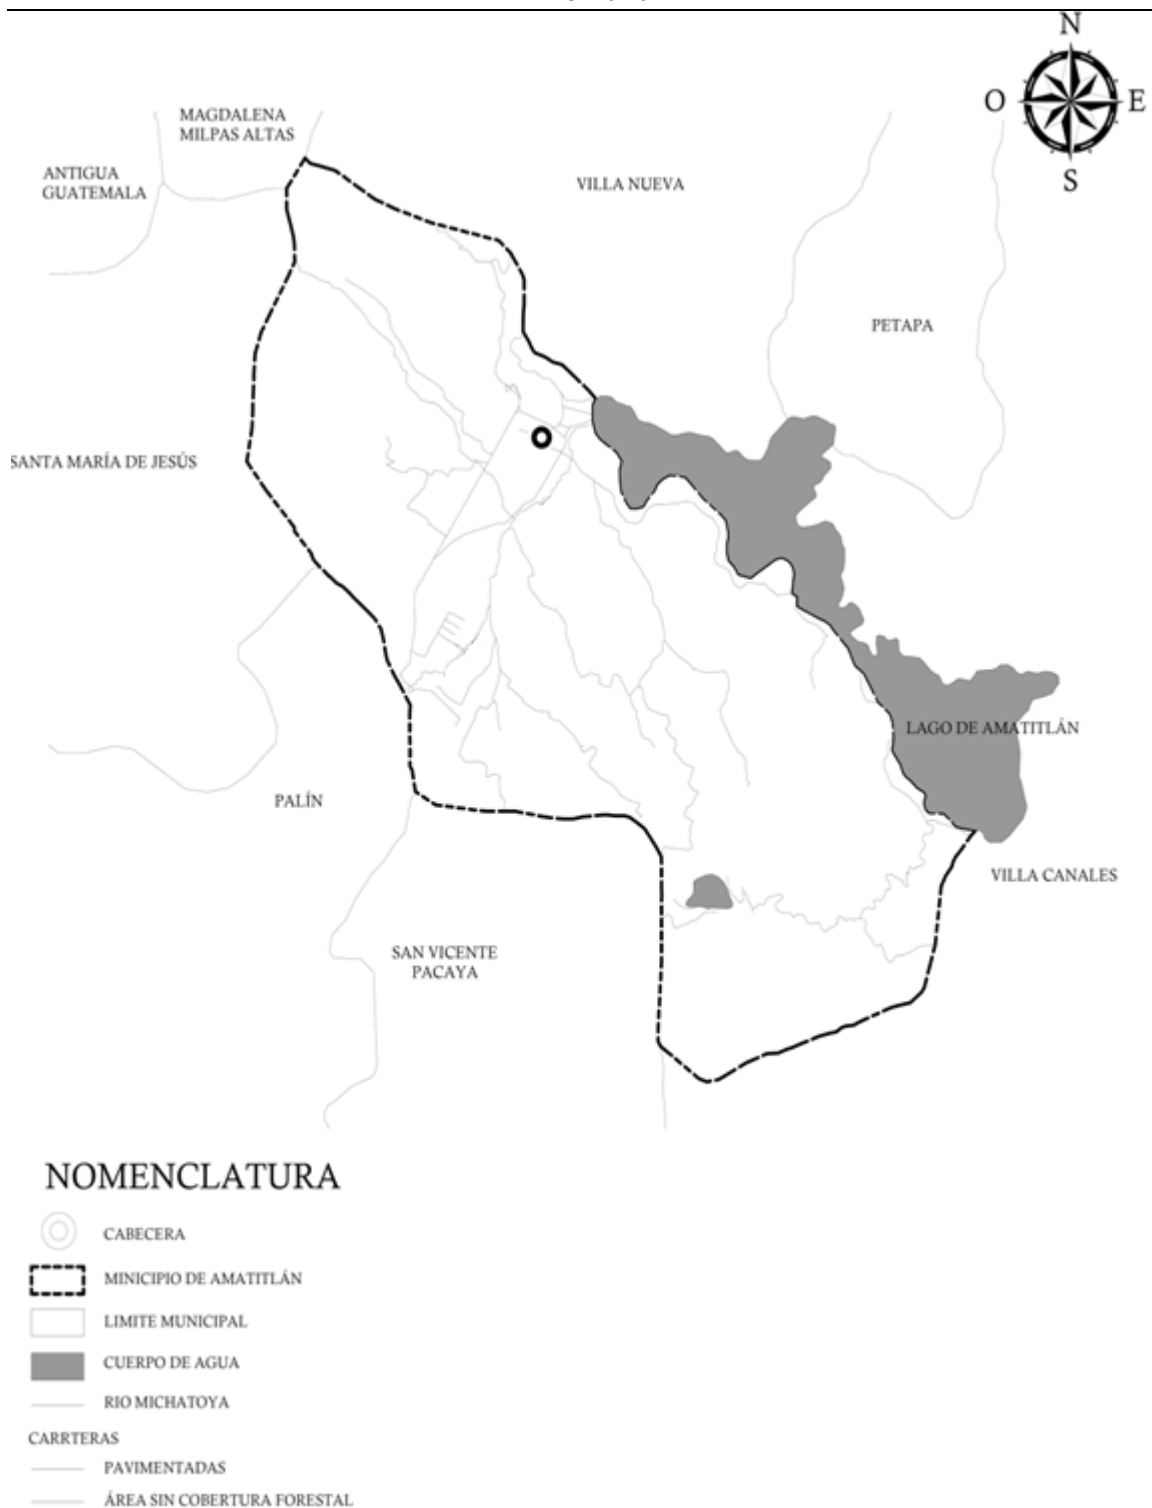 N
O
E
S
MAGDALENA
MILPAS ALTAS
ANTIGUA
GUATEMALA
VILLA NUEVA
PETAPA
SANTA MARÍA DE JESÚS
LAGO DE AMATITLÁN
PALÍN
VILLA CANALES
SAN VICENTE
PACAYA
NOMENCLATURA
CABECERA
MINICIPIO DE AMATITLÁN
LIMITE MUNICIPAL
CUERPO DE AGUA
RIO MICHATOYA
CARRTERAS
PAVIMENTADAS
ÁREA SIN COBERTURA FORESTAL